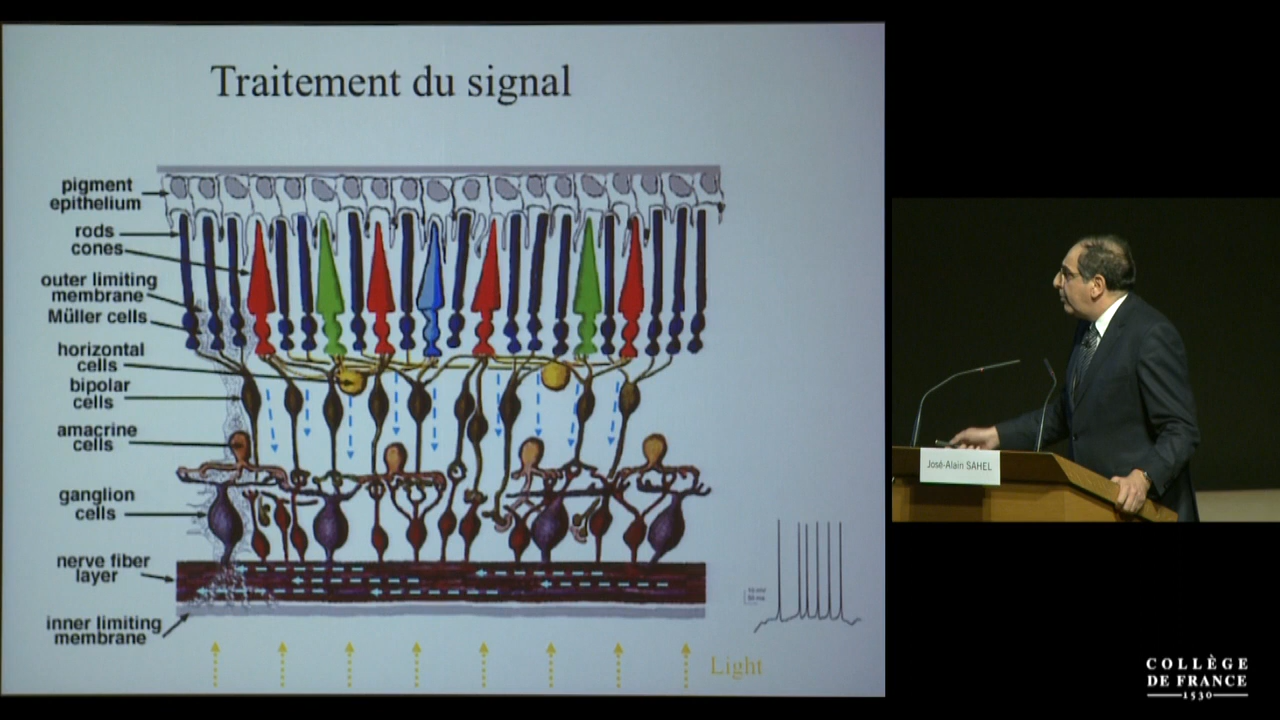 Traitement du signal
pigment
epithelium
rods
cones
outer limiting
membrane
Müller cells
horizontal
cells
bipolar
cells
amacrine
cells
ganglion
cells
nerve fiber
layer
inner limiting
membrane
Light
José-Alain SAHEL
COLLÈGE
DE FRANCE
1530